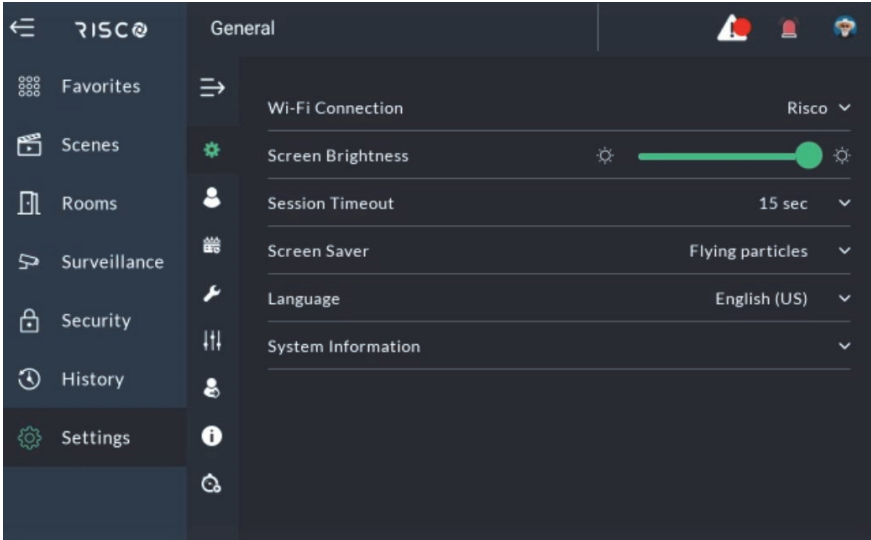 RISCO
General
Favorites
Scenes
Rooms
Surveillance
Security
History
Settings
Wi-Fi Connection Risco
Screen Brightness
Session Timeout 15 sec
Screen Saver Flying particles
Language English (US)
System Information